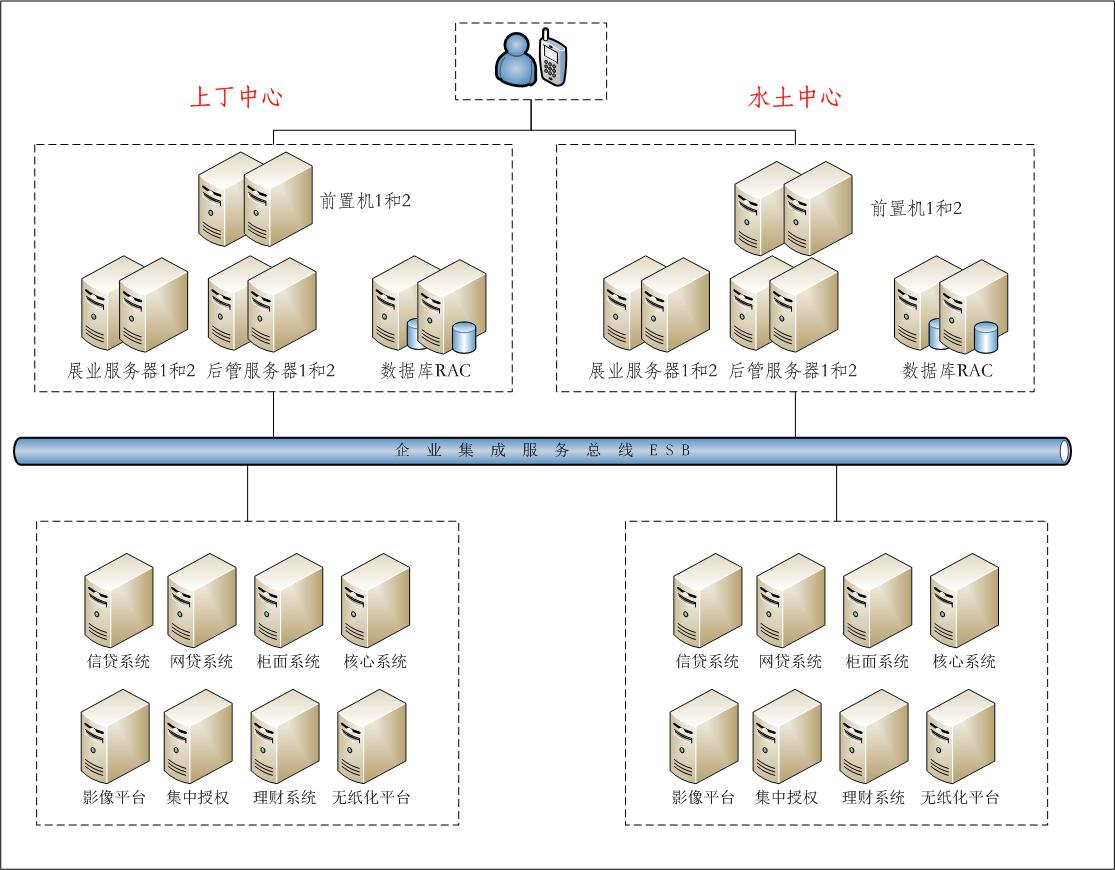 上丁中心
水土中心
前置机1和2
前置机1和2
展业服务器1和2
后管服务器1和2
数据库RAC
展业服务器1和2
后管服务器1和2
数据库RAC
企业集成服务总线ESB
信贷系统
网贷系统
柜面系统
核心系统
信贷系统
网贷系统
柜面系统
核心系统
影像平台
集中授权
理财系统
无纸化平台
影像平台
集中授权
理财系统
无纸化平台